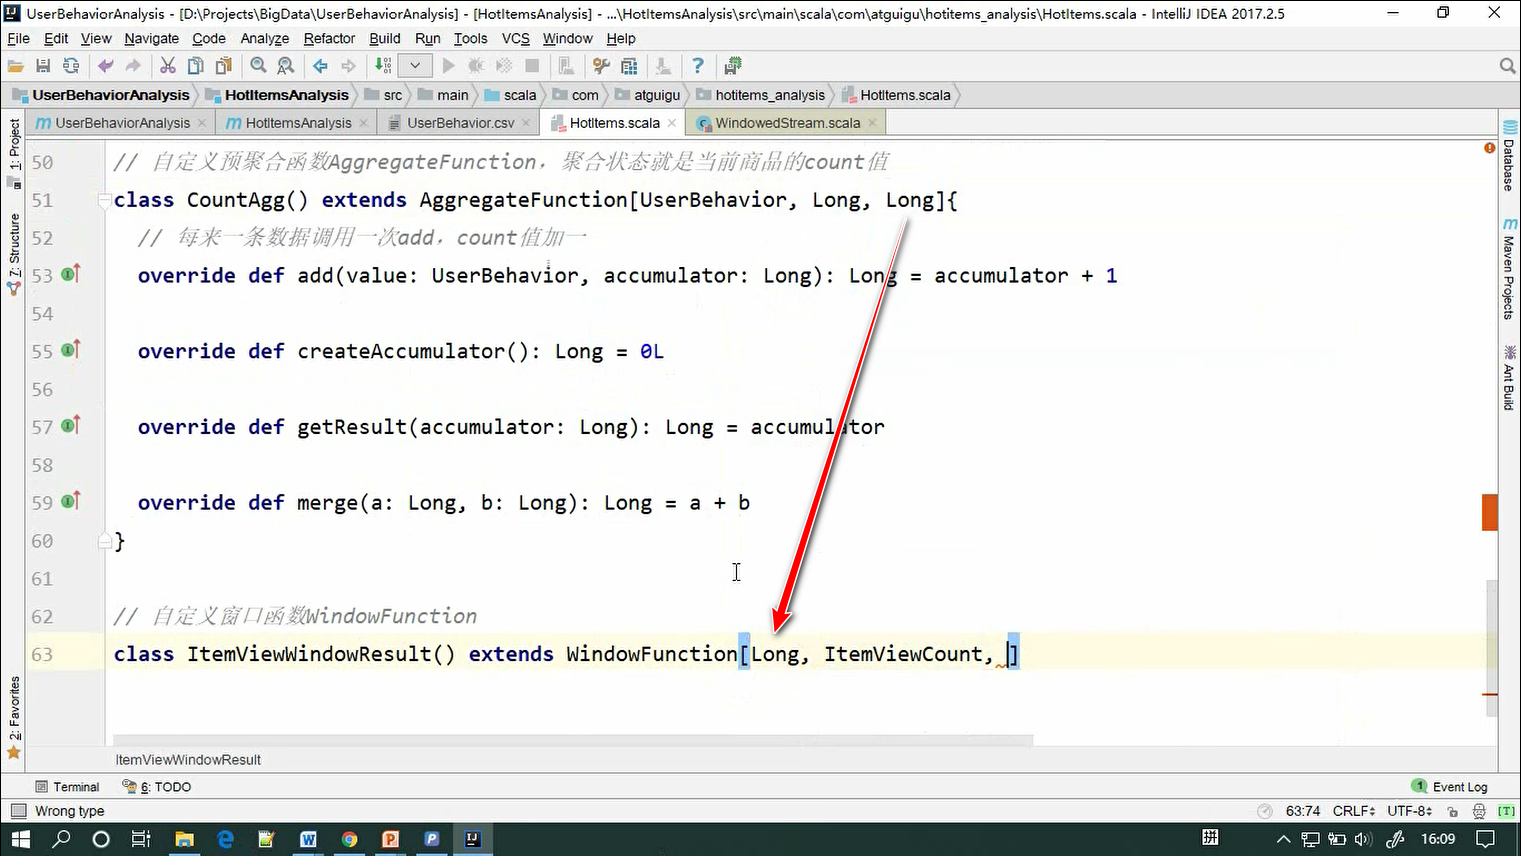 UserBehaviorAnalysis - [D:\Projects\BigData\UserBehaviorAnalysis] - [HotItemsAnalysis] - ...\HotItemsAnalysis\src\main\scala\com\atguigu\hotitems_analysis\HotItems.scala - IntelliJ IDEA 2017.2.5
File Edit View Navigate Code Analyze Refactor Build Run Tools VCS Window Help
UserBehaviorAnalysis HotItemsAnalysis src main scala com atguigu hotitems_analysis HotItems.scala
UserBehaviorAnalysis HotItemsAnalysis UserBehavior.csv HotItems.scala WindowedStream.scala
1: Project
7: Structure
2: Favorites
Database
Maven Projects
Ant Build
50 // 自定义预聚合函数AggregateFunction，聚合状态就是当前商品的count值
51 class CountAgg() extends AggregateFunction[UserBehavior, Long, Long]{
52 // 每来一条数据调用一次add，count值加一
53 override def add(value: UserBehavior, accumulator: Long): Long = accumulator + 1
54
55 override def createAccumulator(): Long = 0L
56
57 override def getResult(accumulator: Long): Long = accumulator
58
59 override def merge(a: Long, b: Long): Long = a + b
60 }
61
62 // 自定义窗口函数WindowFunction
63 class ItemViewWindowResult() extends WindowFunction[Long, ItemViewCount, ]
ItemViewWindowResult
Terminal 6: TODO 1 Event Log
Wrong type 63:74 CRLF UTF-8 [T]
拼 16:09